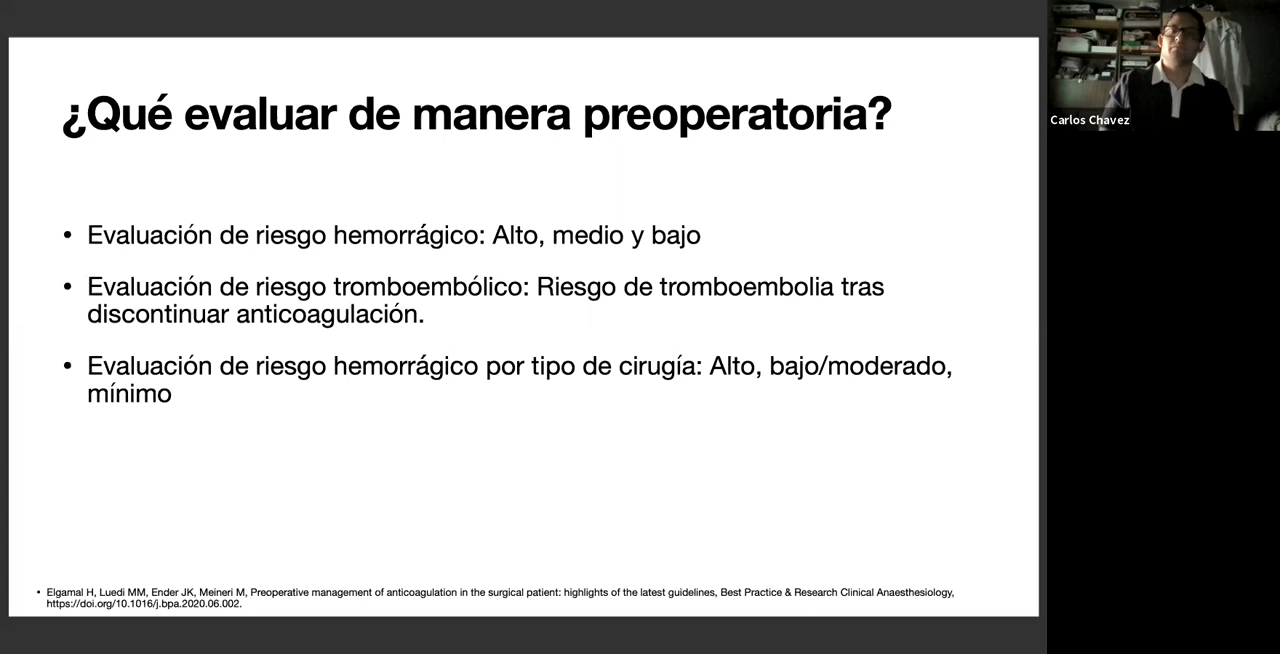 ¿Qué evaluar de manera preoperatoria?
• Evaluación de riesgo hemorrágico: Alto, medio y bajo
• Evaluación de riesgo tromboembólico: Riesgo de tromboembolia tras
discontinuar anticoagulación.
• Evaluación de riesgo hemorrágico por tipo de cirugía: Alto, bajo/moderado,
mínimo
• Elgamal H, Luedi MM, Ender JK, Meineri M, Preoperative management of anticoagulation in the surgical patient: highlights of the latest guidelines, Best Practice & Research Clinical Anaesthesiology,
https://doi.org/10.1016/j.bpa.2020.06.002.
Carlos Chavez